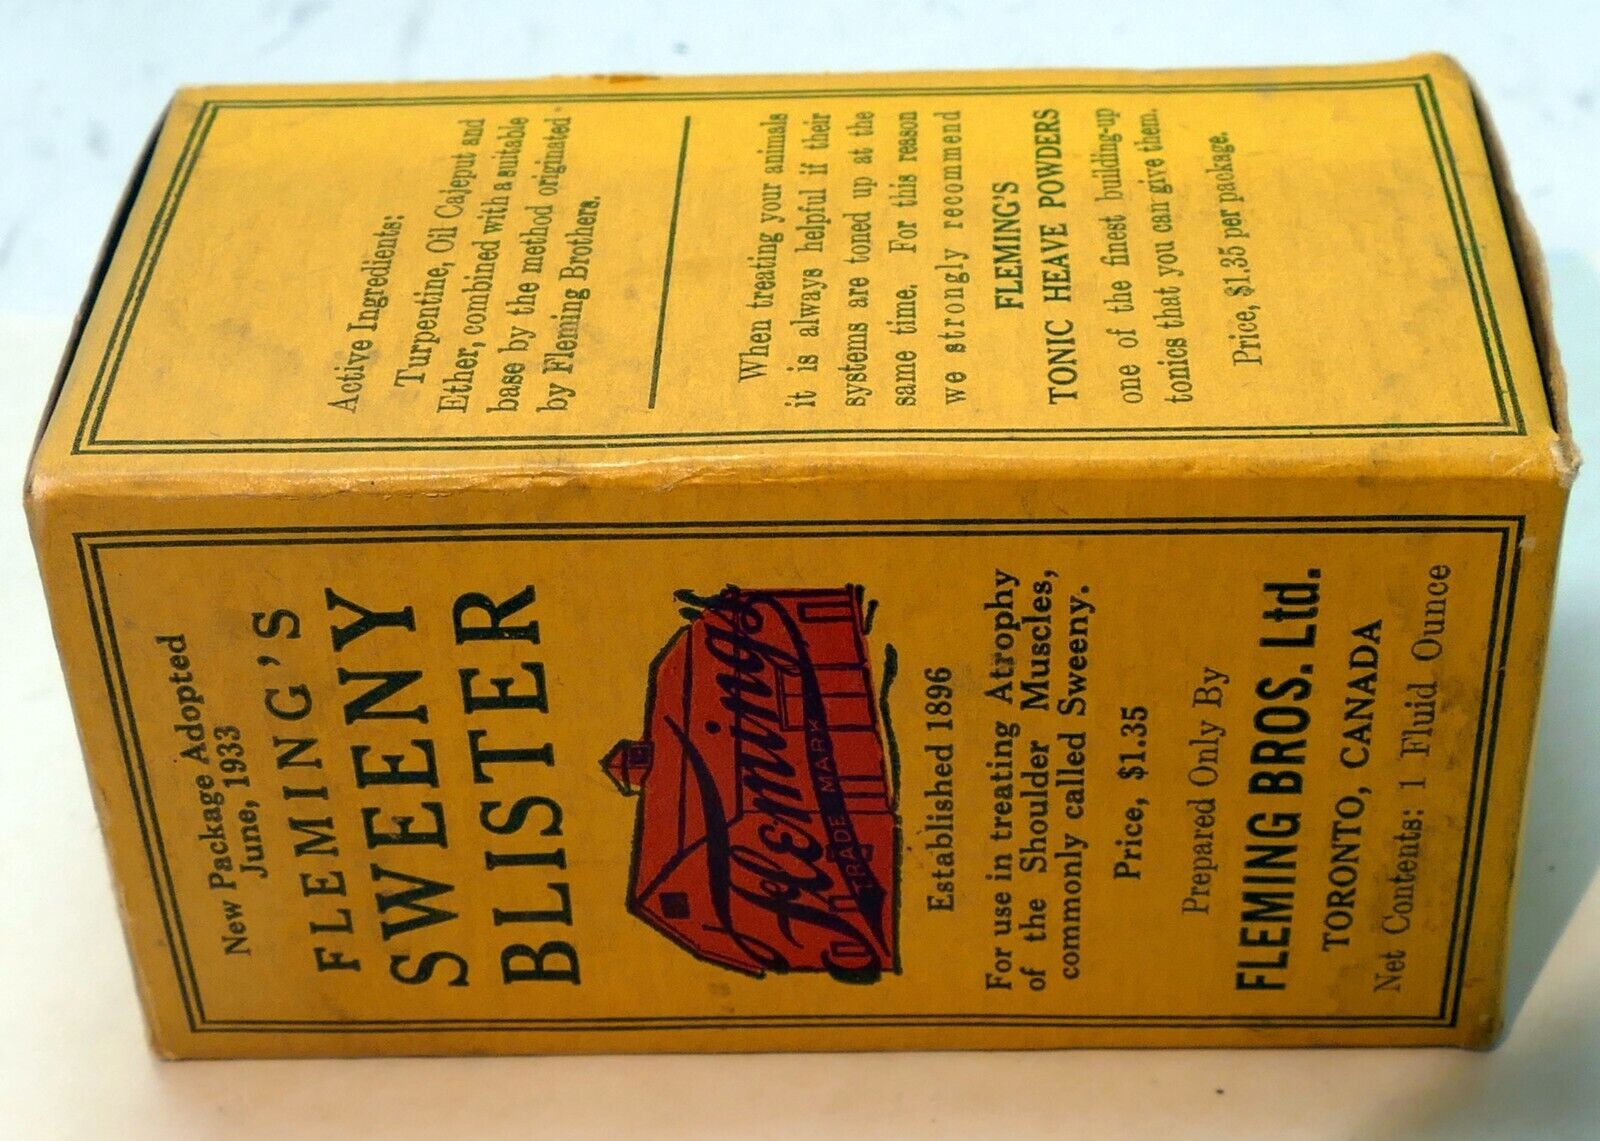 New Package Adopted
June, 1933
FLEMING'S
SWEENY
BLISTER
Fleming's
TRADE MARK
Established 1896
For use in treating Atrophy
of the Shoulder Muscles,
commonly called Sweeny.
Price, $1.35
Prepared Only By
FLEMING BROS. Ltd.
TORONTO, CANADA
Net Contents: 1 Fluid Ounce
Active Ingredients:
Turpentine, Oil Cajeput and
Ether, combined with a suitable
base by the method originated
by Fleming Brothers.
When treating your animals
it is always helpful if their
systems are toned up at the
same time. For this reason
we strongly recommend
FLEMING'S
TONIC HEAVE POWDERS
one of the finest building-up
tonics that you can give them.
Price, $1.35 per package.